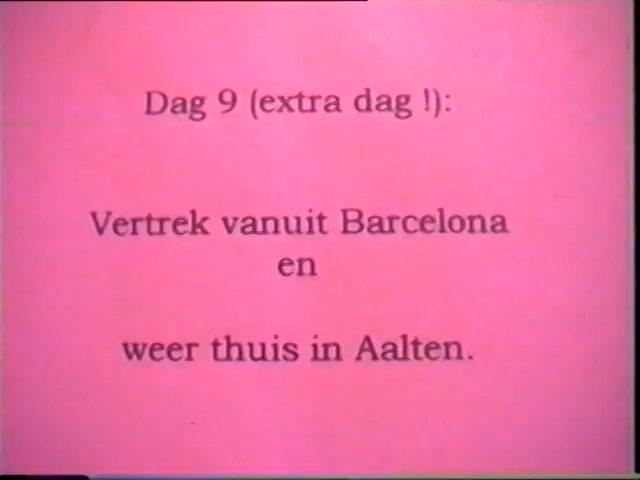 Dag 9 (extra dag !):
Vertrek vanuit Barcelona
en
weer thuis in Aalten.